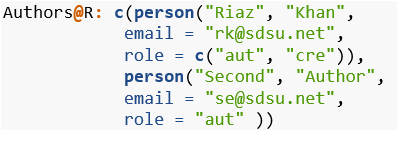 Authors@R: c(person("Riaz", "Khan",
email = "rk@sdsu.net",
role = c("aut", "cre")),
person("Second", "Author",
email = "se@sdsu.net",
role = "aut" ))